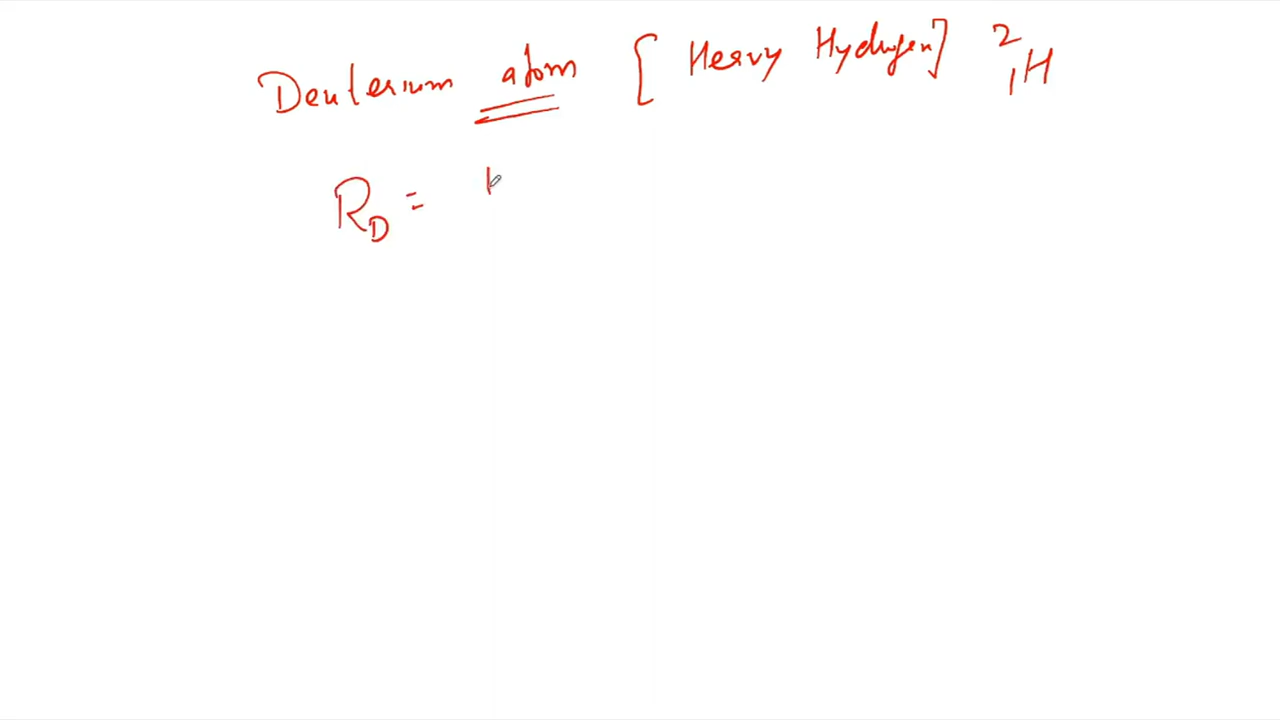 Deuterium atom [Heavy Hydrogen] ²₁H
R_D =